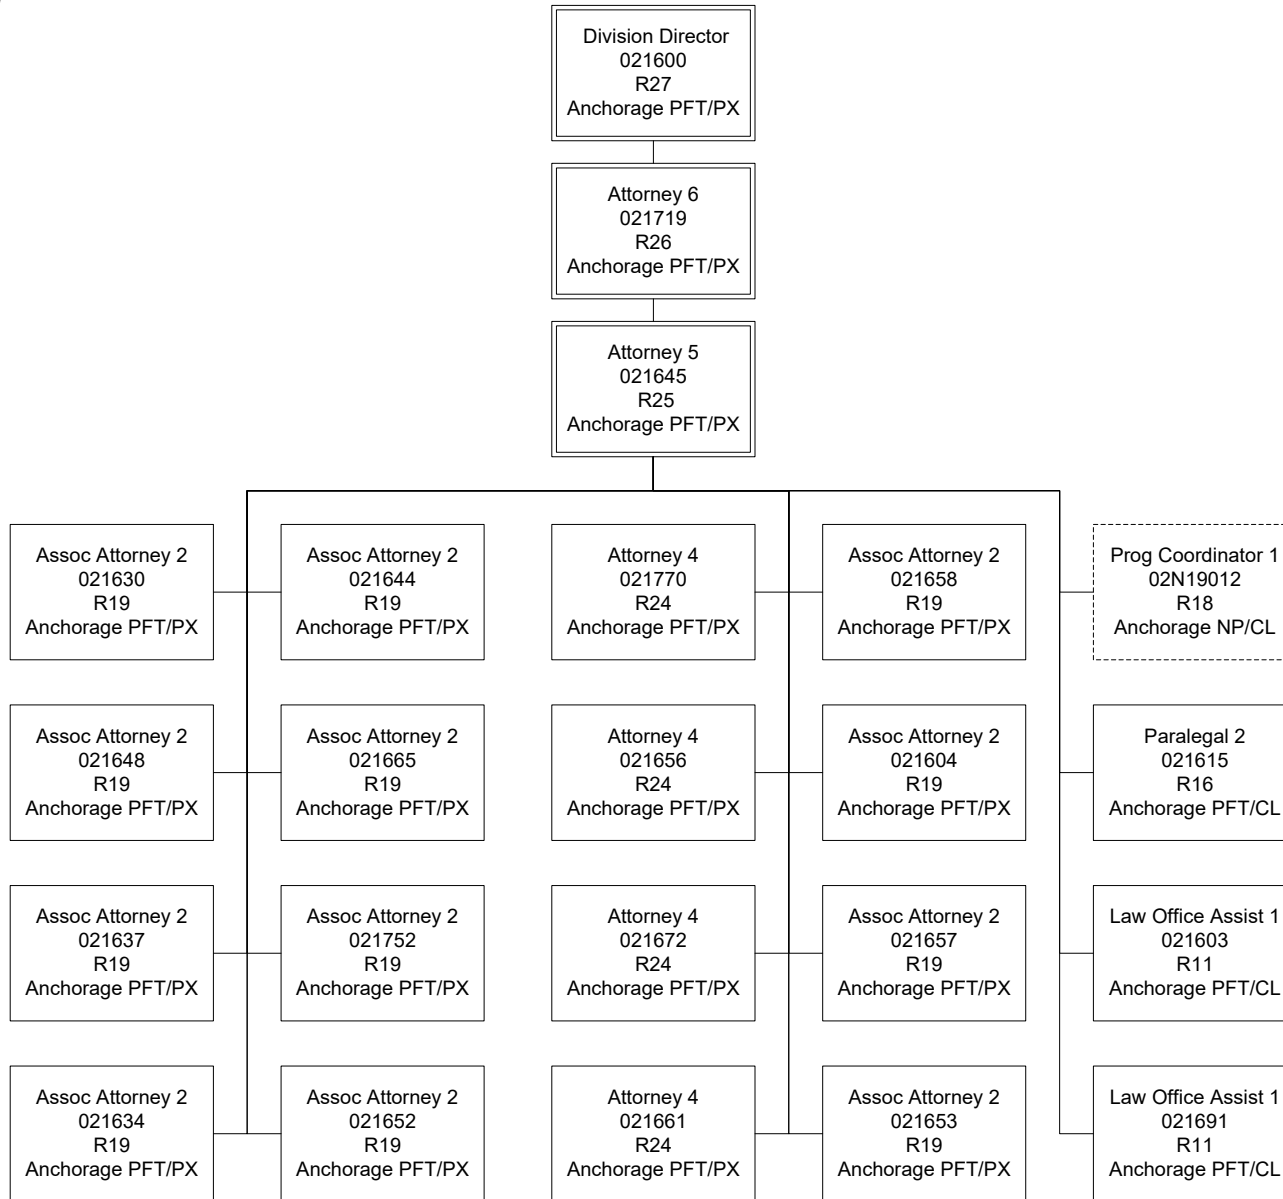 Division Director
021600
R27
Anchorage PFT/PX
Attorney 6
021719
R26
Anchorage PFT/PX
Attorney 5
021645
R25
Anchorage PFT/PX
Assoc Attorney 2
021630
R19
Anchorage PFT/PX
Assoc Attorney 2
021644
R19
Anchorage PFT/PX
Attorney 4
021770
R24
Anchorage PFT/PX
Assoc Attorney 2
021658
R19
Anchorage PFT/PX
Prog Coordinator 1
02N19012
R18
Anchorage NP/CL
Assoc Attorney 2
021648
R19
Anchorage PFT/PX
Assoc Attorney 2
021665
R19
Anchorage PFT/PX
Attorney 4
021656
R24
Anchorage PFT/PX
Assoc Attorney 2
021604
R19
Anchorage PFT/PX
Paralegal 2
021615
R16
Anchorage PFT/CL
Assoc Attorney 2
021637
R19
Anchorage PFT/PX
Assoc Attorney 2
021752
R19
Anchorage PFT/PX
Attorney 4
021672
R24
Anchorage PFT/PX
Assoc Attorney 2
021657
R19
Anchorage PFT/PX
Law Office Assist 1
021603
R11
Anchorage PFT/CL
Assoc Attorney 2
021634
R19
Anchorage PFT/PX
Assoc Attorney 2
021652
R19
Anchorage PFT/PX
Attorney 4
021661
R24
Anchorage PFT/PX
Assoc Attorney 2
021653
R19
Anchorage PFT/PX
Law Office Assist 1
021691
R11
Anchorage PFT/CL